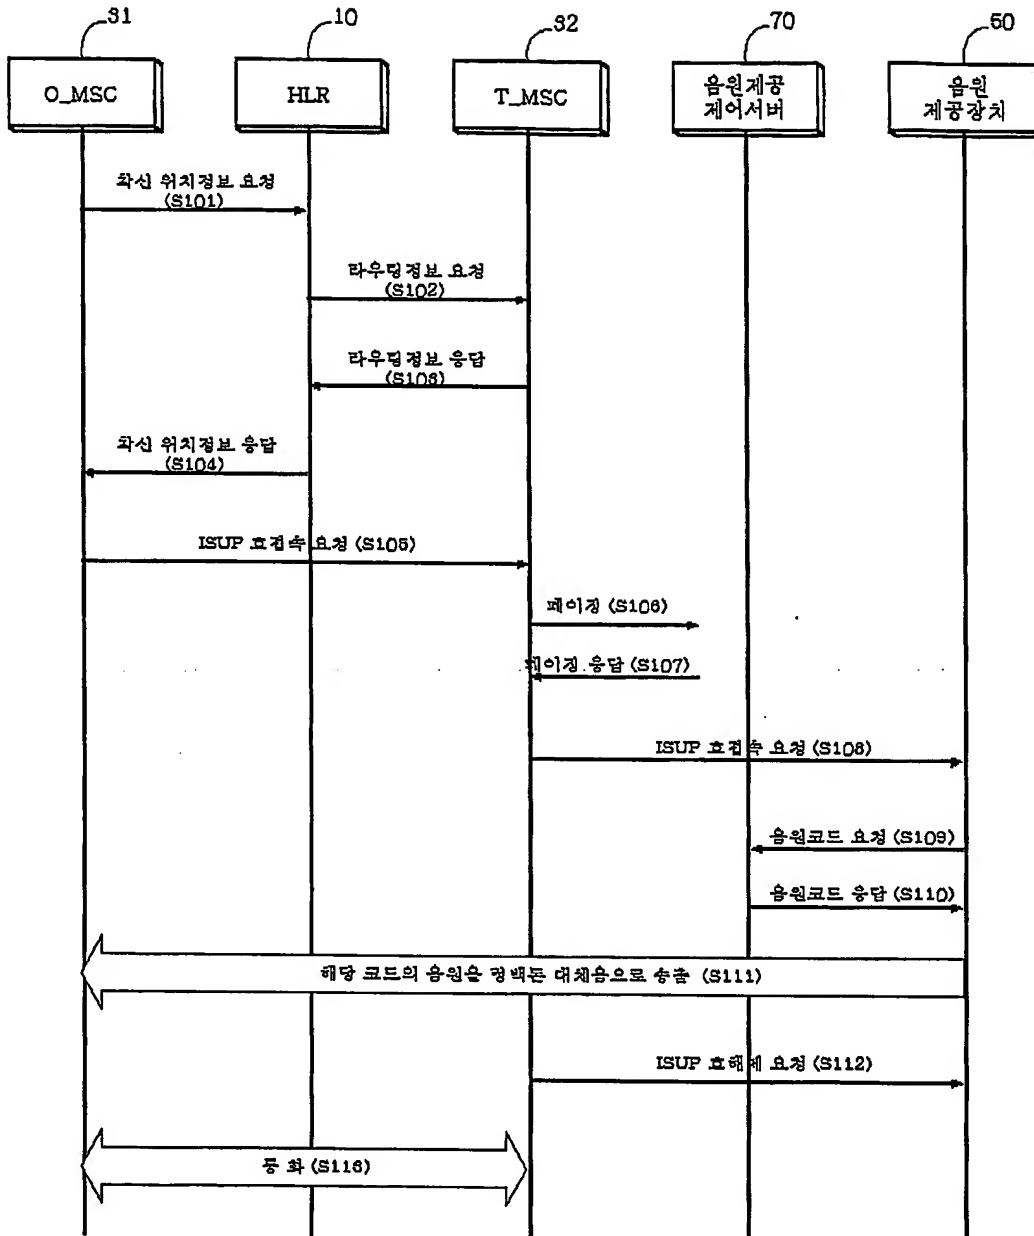 31
10
32
70
50
O_MSC
HLR
T_MSC
음원제공
제어서버
음원
제공장치
착신 위치정보 요청
(S101)
라우팅정보 요청
(S102)
라우팅정보 응답
(S103)
착신 위치정보 응답
(S104)
ISUP 호접속 요청 (S105)
페이징 (S106)
페이징 응답 (S107)
ISUP 호접속 요청 (S108)
음원코드 요청 (S109)
음원코드 응답 (S110)
해당 코드의 음원을 링백톤 대체음으로 송출 (S111)
ISUP 호해제 요청 (S112)
통 화 (S113)